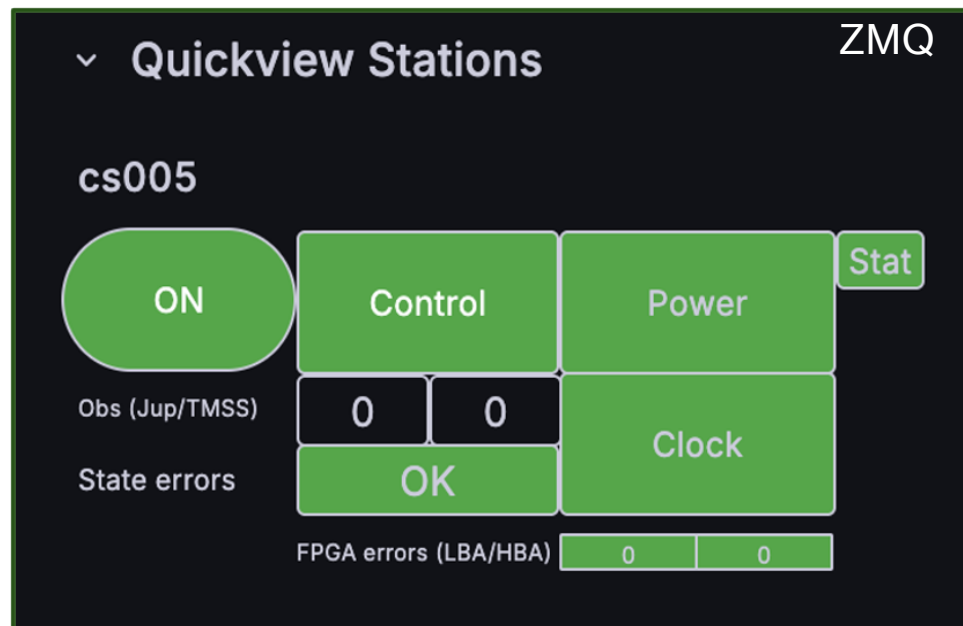 ZMQ
Quickview Stations
cs005
ON
Control
Power
Stat
Obs (Jup/TMSS)
0
0
Clock
State errors
OK
FPGA errors (LBA/HBA)
0
0